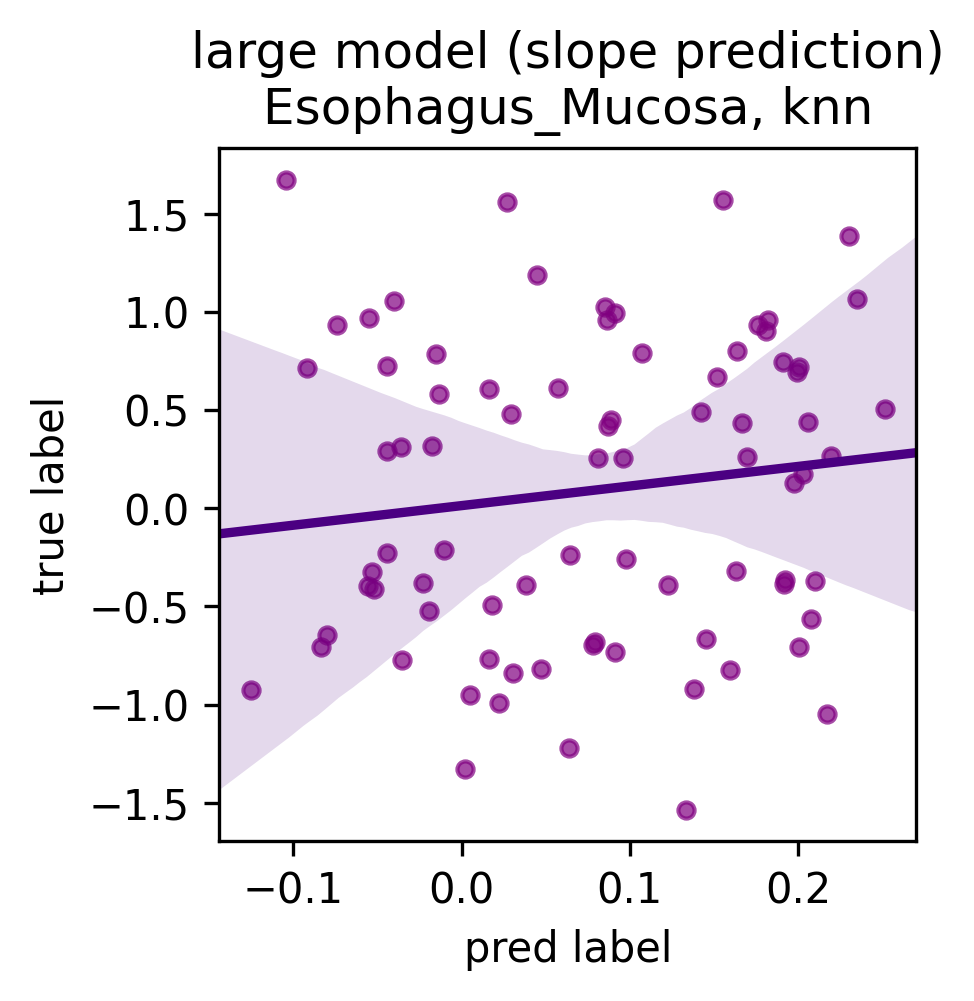 large model (slope prediction)
Esophagus_Mucosa, knn
1.5
1.0
0.5
0.0
−0.5
−1.0
−1.5
true label
−0.1
0.0
0.1
0.2
pred label